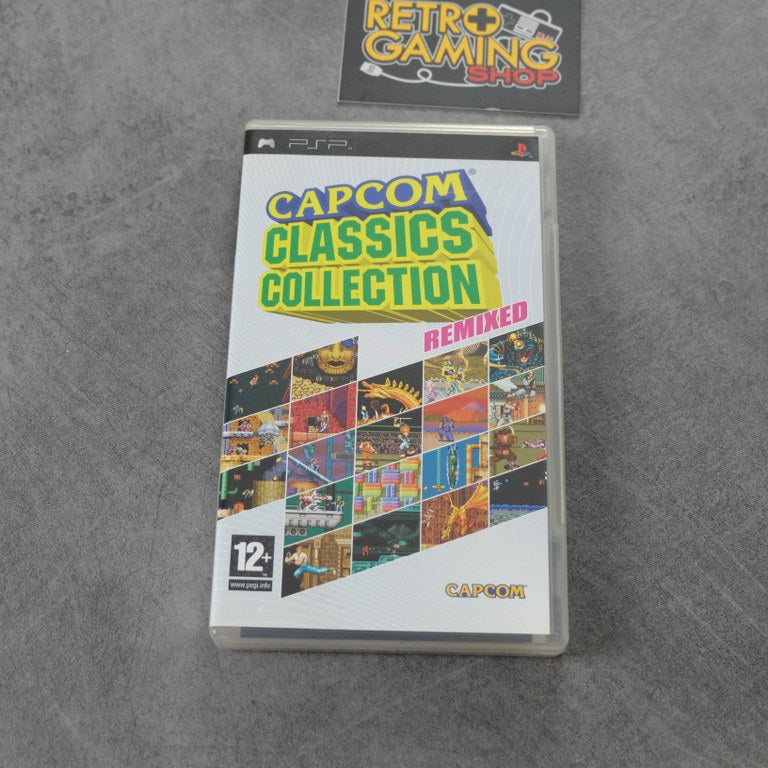 RETRO
GAMING
SHOP
PSP
CAPCOM®
CLASSICS
COLLECTION
REMIXED
12+
www.pegi.info
CAPCOM